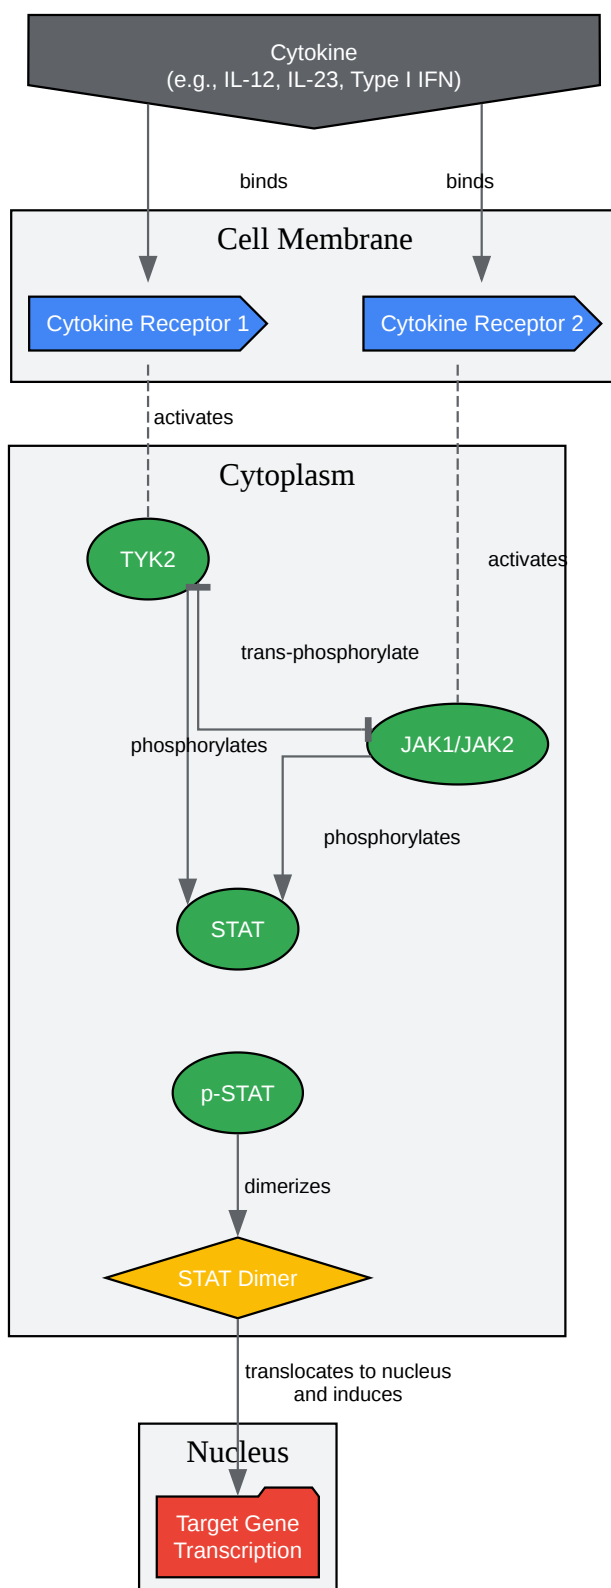 Cytokine
(e.g., IL-12, IL-23, Type I IFN)
binds
binds
Cell Membrane
Cytokine Receptor 1
Cytokine Receptor 2
activates
Cytoplasm
TYK2
activates
trans-phosphorylate
phosphorylates
JAK1/JAK2
phosphorylates
STAT
p-STAT
dimerizes
STAT Dimer
translocates to nucleus
and induces
Nucleus
Target Gene
Transcription